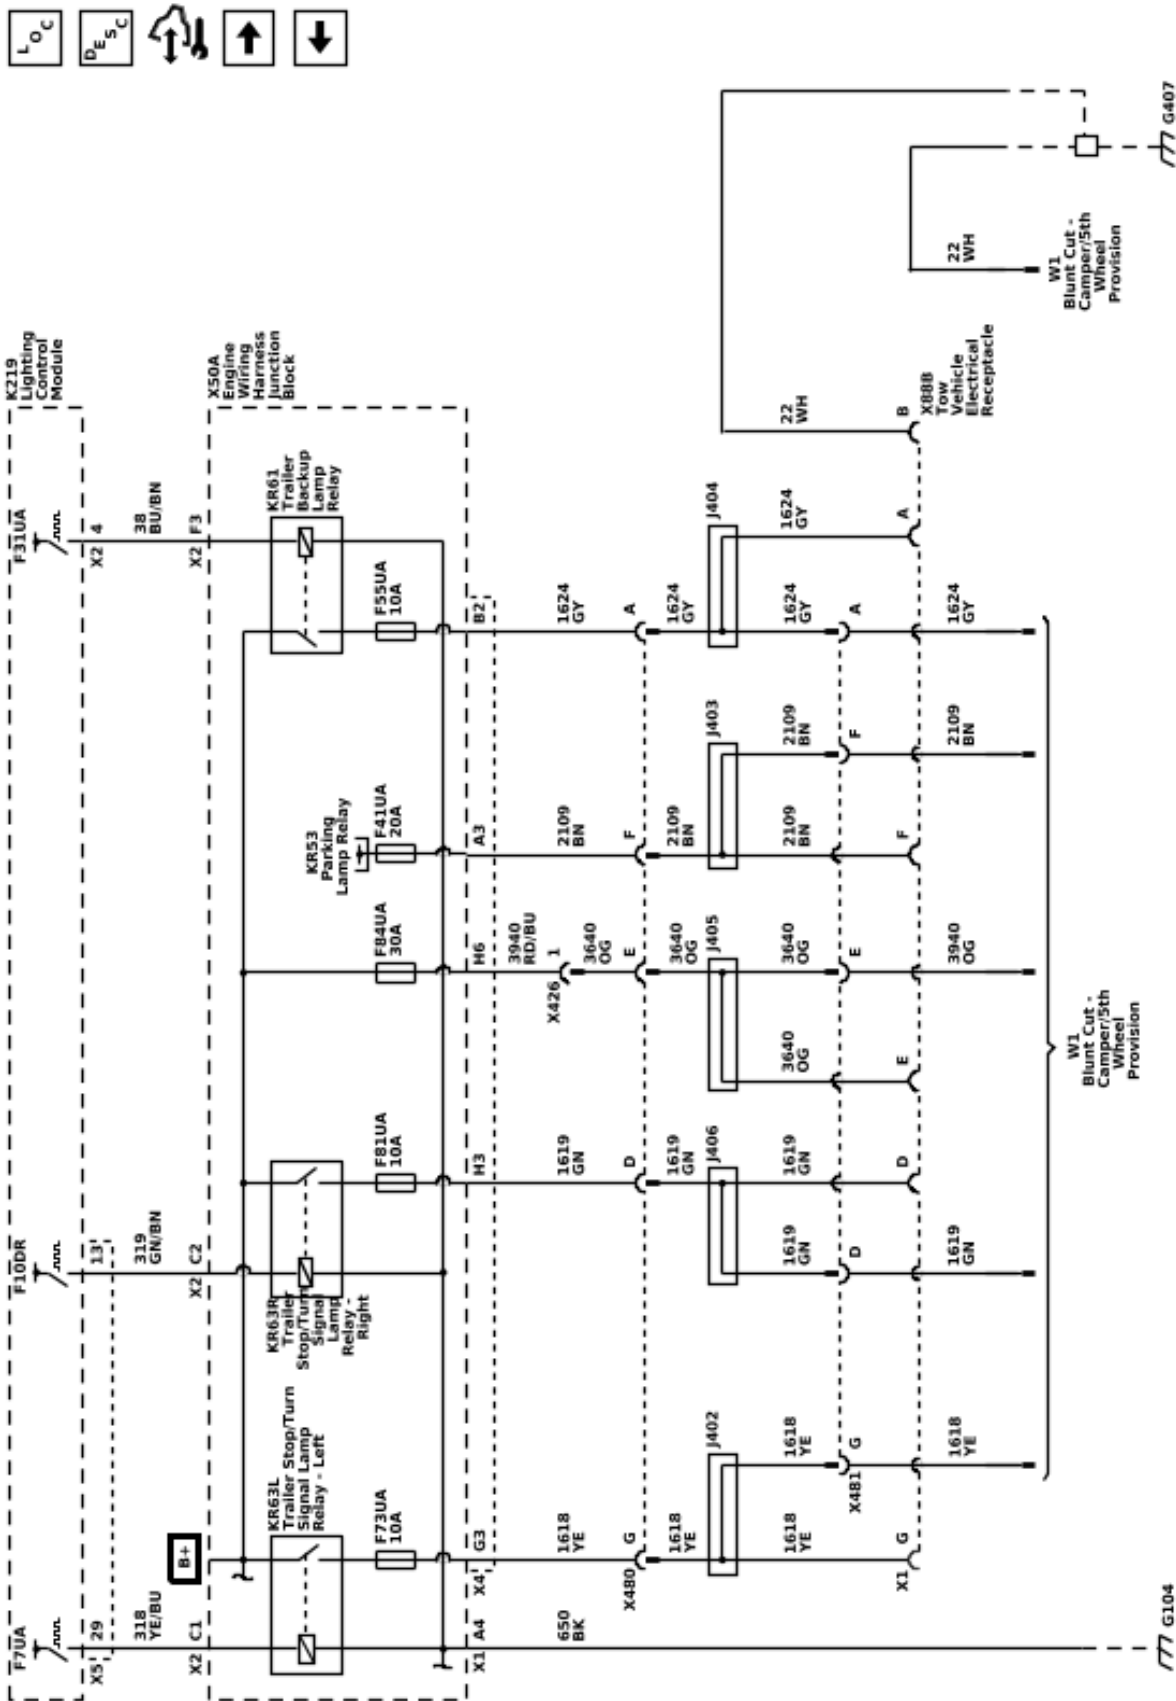 LOC
DESC
K219
Lighting
Control
Module
F7UA
F10DR
F31UA
X5
29
13
X2
4
318
YE/BU
319
GN/BN
38
BU/BN
X2
C1
B+
X2
C2
X2
F3
X50A
Engine
Wiring
Harness
Junction
Block
KR63L
Trailer Stop/Turn
Signal Lamp
Relay - Left
KR63R
Trailer
Stop/Turn
Signal
Lamp
Relay -
Right
KR53
Parking
Lamp Relay
KR61
Trailer
Backup
Lamp
Relay
F73UA
10A
F81UA
10A
F84UA
30A
F41UA
20A
F55UA
10A
X1
A4
X4
G3
H3
H6
A3
B2
650
BK
1618
YE
1619
GN
3940
RD/BU
X426
1
3640
OG
2109
BN
1624
GY
X480
G
D
E
F
A
1618
YE
1619
GN
3640
OG
2109
BN
1624
GY
J402
J406
J405
J403
J404
1618
YE
1618
YE
1619
GN
1619
GN
3640
OG
3640
OG
2109
BN
2109
BN
1624
GY
1624
GY
22
WH
X481
G
D
E
F
A
X1
G
D
E
F
A
B
X88B
Tow
Vehicle
Electrical
Receptacle
1618
YE
1619
GN
3940
OG
2109
BN
1624
GY
22
WH
W1
Blunt Cut -
Camper/5th
Wheel
Provision
W1
Blunt Cut -
Camper/5th
Wheel
Provision
G104
G407